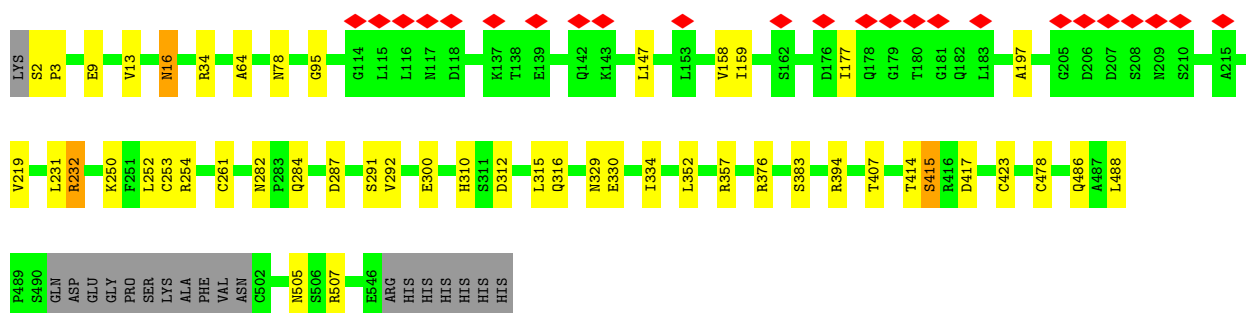 LYS S2 P3 E9 V13 N16 R34 A64 N78 G95 G114 L115 L116 N117 D118 K137 T138 E139 Q142 K143 L147 L153 V158 I159 S162 D176 I177 Q178 G179 T180 G181 Q182 L183 A197 G205 D206 D207 S208 N209 S210 A215
V219 L231 R232 K250 F251 L252 C253 R254 C261 N282 P283 Q284 D287 S291 V292 E300 H310 S311 D312 L315 Q316 N329 E330 I334 L352 R357 R376 S383 R394 T407 T414 S415 R416 D417 C423 C478 Q486 A487 L488
P489 S490 GLN ASP GLU GLY PRO SER LYS ALA PHE VAL ASN C502 N505 S506 R507 E546 ARG HIS HIS HIS HIS HIS HIS